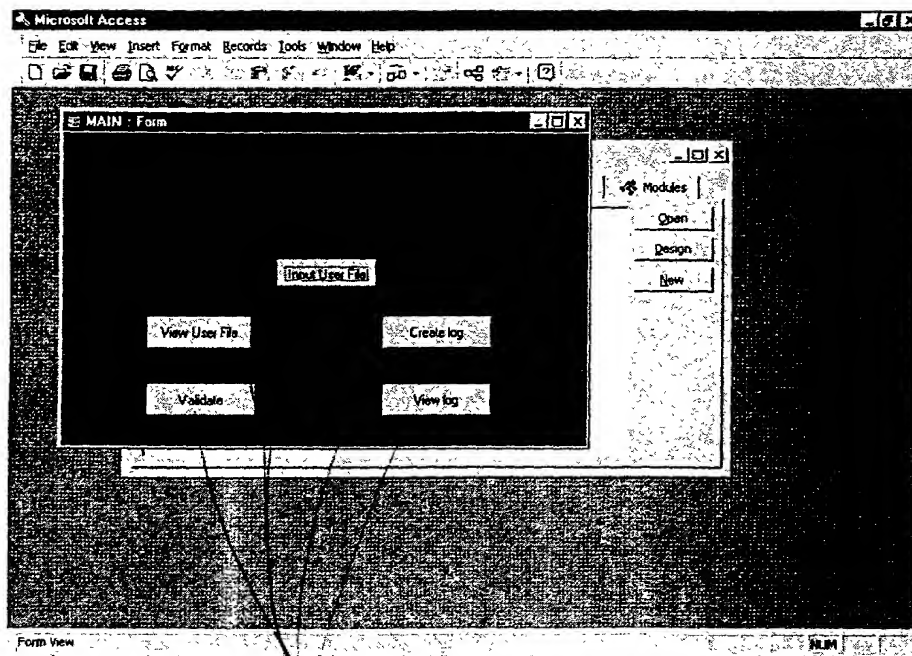 Microsoft Access
File Edit View Insert Format Records Tools Window Help
MAIN : Form
Modules
Open
Design
New
Input User File
View User File
Create log
Validate
View log
Form View
NUM